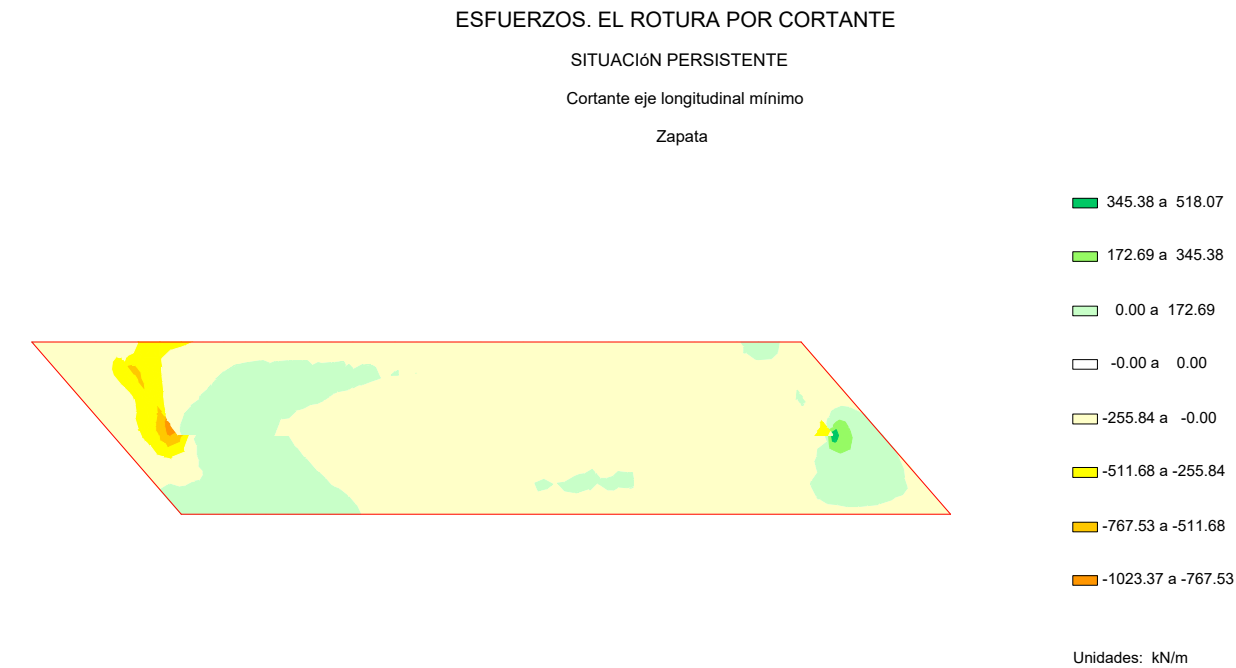 ESFUERZOS. EL ROTURA POR CORTANTE
SITUACIóN PERSISTENTE
Cortante eje longitudinal mínimo
Zapata
345.38 a 518.07
172.69 a 345.38
0.00 a 172.69
-0.00 a 0.00
-255.84 a -0.00
-511.68 a -255.84
-767.53 a -511.68
-1023.37 a -767.53
Unidades: kN/m